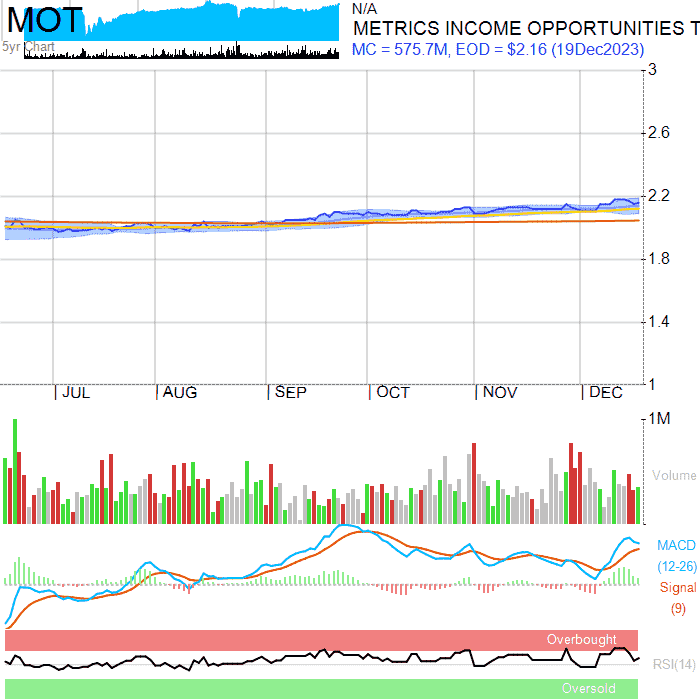 MOT
N/A
METRICS INCOME OPPORTUNITIES T
5yr Chart
MC = 575.7M, EOD = $2.16 (19Dec2023)
3
2.6
2.2
1.8
1.4
1
JUL AUG SEP OCT NOV DEC
1M
Volume
MACD
(12-26)
Signal
(9)
Overbought
RSI(14)
Oversold